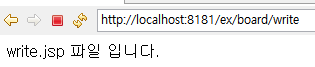 http://localhost:8181/ex/board/write
write.jsp 파일 입니다.